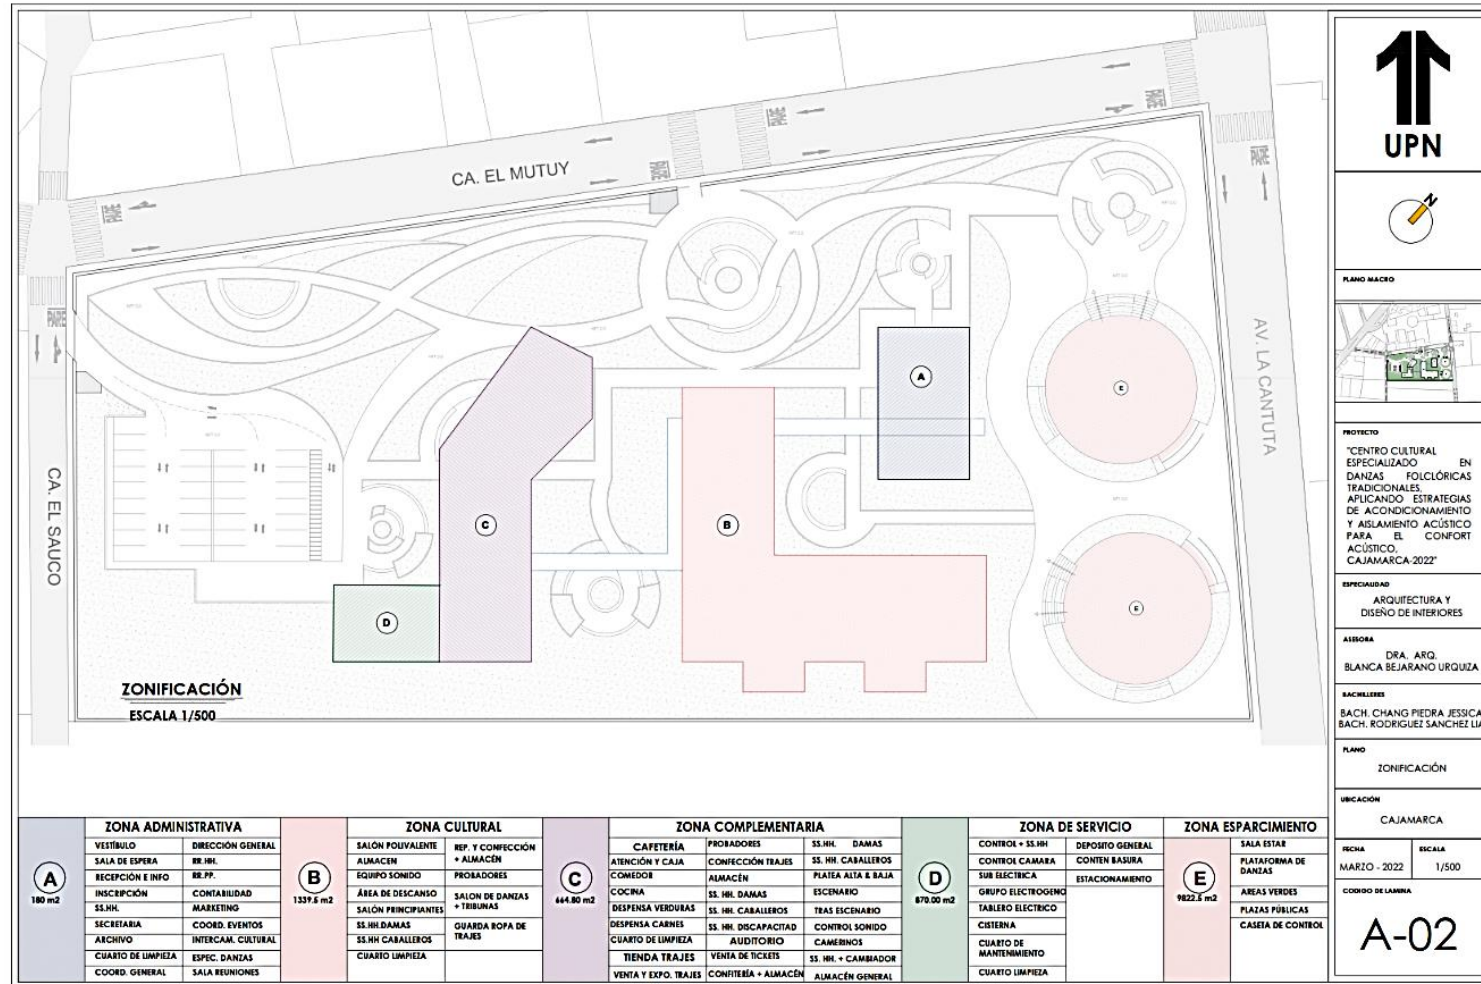 CA. EL MUTUY
PARE
PARE
PARE
PARE
PARE
PARE
CA. EL SAUCO
AV. LA CANTUTA
A
B
C
D
E
E
ZONIFICACIÓN
ESCALA 1/500
UPN
N
PLANO MACRO
PROYECTO
"CENTRO CULTURAL
ESPECIALIZADO EN
DANZAS FOLCLÓRICAS
TRADICIONALES,
APLICANDO ESTRATEGIAS
DE ACONDICIONAMIENTO
Y AISLAMIENTO ACÚSTICO
PARA EL CONFORT
ACÚSTICO,
CAJAMARCA-2022"
ESPECIALIDAD
ARQUITECTURA Y
DISEÑO DE INTERIORES
ASESORA
DRA. ARQ.
BLANCA BEJARANO URQUIZA
BACHILLERES
BACH. CHANG PIEDRA JESSICA
BACH. RODRIGUEZ SANCHEZ LIA
PLANO
ZONIFICACIÓN
UBICACIÓN
CAJAMARCA
FECHA
MARZO - 2022
ESCALA
1/500
CODIGO DE LAMINA
A-02
A
180 m2
ZONA ADMINISTRATIVA
VESTÍBULO DIRECCIÓN GENERAL
SALA DE ESPERA RR.HH.
RECEPCIÓN E INFO RR.PP.
INSCRIPCIÓN CONTABILIDAD
SS.HH. MARKETING
SECRETARIA COORD. EVENTOS
ARCHIVO INTERCAM. CULTURAL
CUARTO DE LIMPIEZA ESPEC. DANZAS
COORD. GENERAL SALA REUNIONES
B
1339.5 m2
ZONA CULTURAL
SALÓN POLIVALENTE
ALMACEN
EQUIPO SONIDO
ÁREA DE DESCANSO
SALÓN PRINCIPIANTES
SS.HH.DAMAS
SS.HH CABALLEROS
CUARTO LIMPIEZA
REP. Y CONFECCIÓN
+ ALMACÉN
PROBADORES
SALON DE DANZAS
+ TRIBUNAS
GUARDA ROPA DE
TRAJES
C
664.80 m2
ZONA COMPLEMENTARIA
CAFETERÍA
ATENCIÓN Y CAJA
COMEDOR
COCINA
DESPENSA VERDURAS
DESPENSA CARNES
CUARTO DE LIMPIEZA
TIENDA TRAJES
VENTA Y EXPO. TRAJES
PROBADORES
CONFECCIÓN TRAJES
ALMACÉN
SS. HH. DAMAS
SS. HH. CABALLEROS
SS. HH. DISCAPACITAD
AUDITORIO
VENTA DE TICKETS
CONFITERÍA + ALMACÉN
SS.HH. DAMAS
SS. HH. CABALLEROS
PLATEA ALTA & BAJA
ESCENARIO
TRAS ESCENARIO
CONTROL SONIDO
CAMERINOS
SS. HH. + CAMBIADOR
ALMACÉN GENERAL
D
870.00 m2
ZONA DE SERVICIO
CONTROL + SS.HH
CONTROL CAMARA
SUB ELECTRICA
GRUPO ELECTROGENO
TABLERO ELECTRICO
CISTERNA
CUARTO DE
MANTENIMIENTO
CUARTO LIMPIEZA
DEPOSITO GENERAL
CONTEN BASURA
ESTACIONAMIENTO
E
9822.5 m2
ZONA ESPARCIMIENTO
SALA ESTAR
PLATAFORMA DE
DANZAS
AREAS VERDES
PLAZAS PÚBLICAS
CASETA DE CONTROL